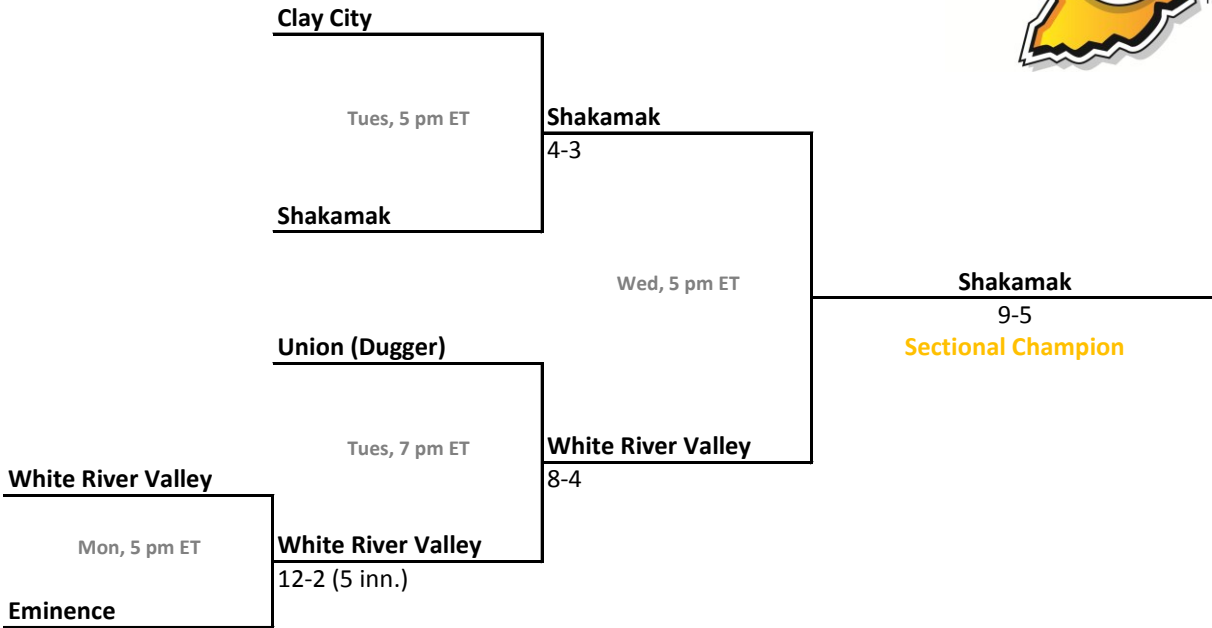 Clay City
Tues, 5 pm ET
Shakamak
4-3
Shakamak
Wed, 5 pm ET
Shakamak
9-5
Sectional Champion
Union (Dugger)
Tues, 7 pm ET
White River Valley
8-4
White River Valley
Mon, 5 pm ET
White River Valley
12-2 (5 inn.)
Eminence